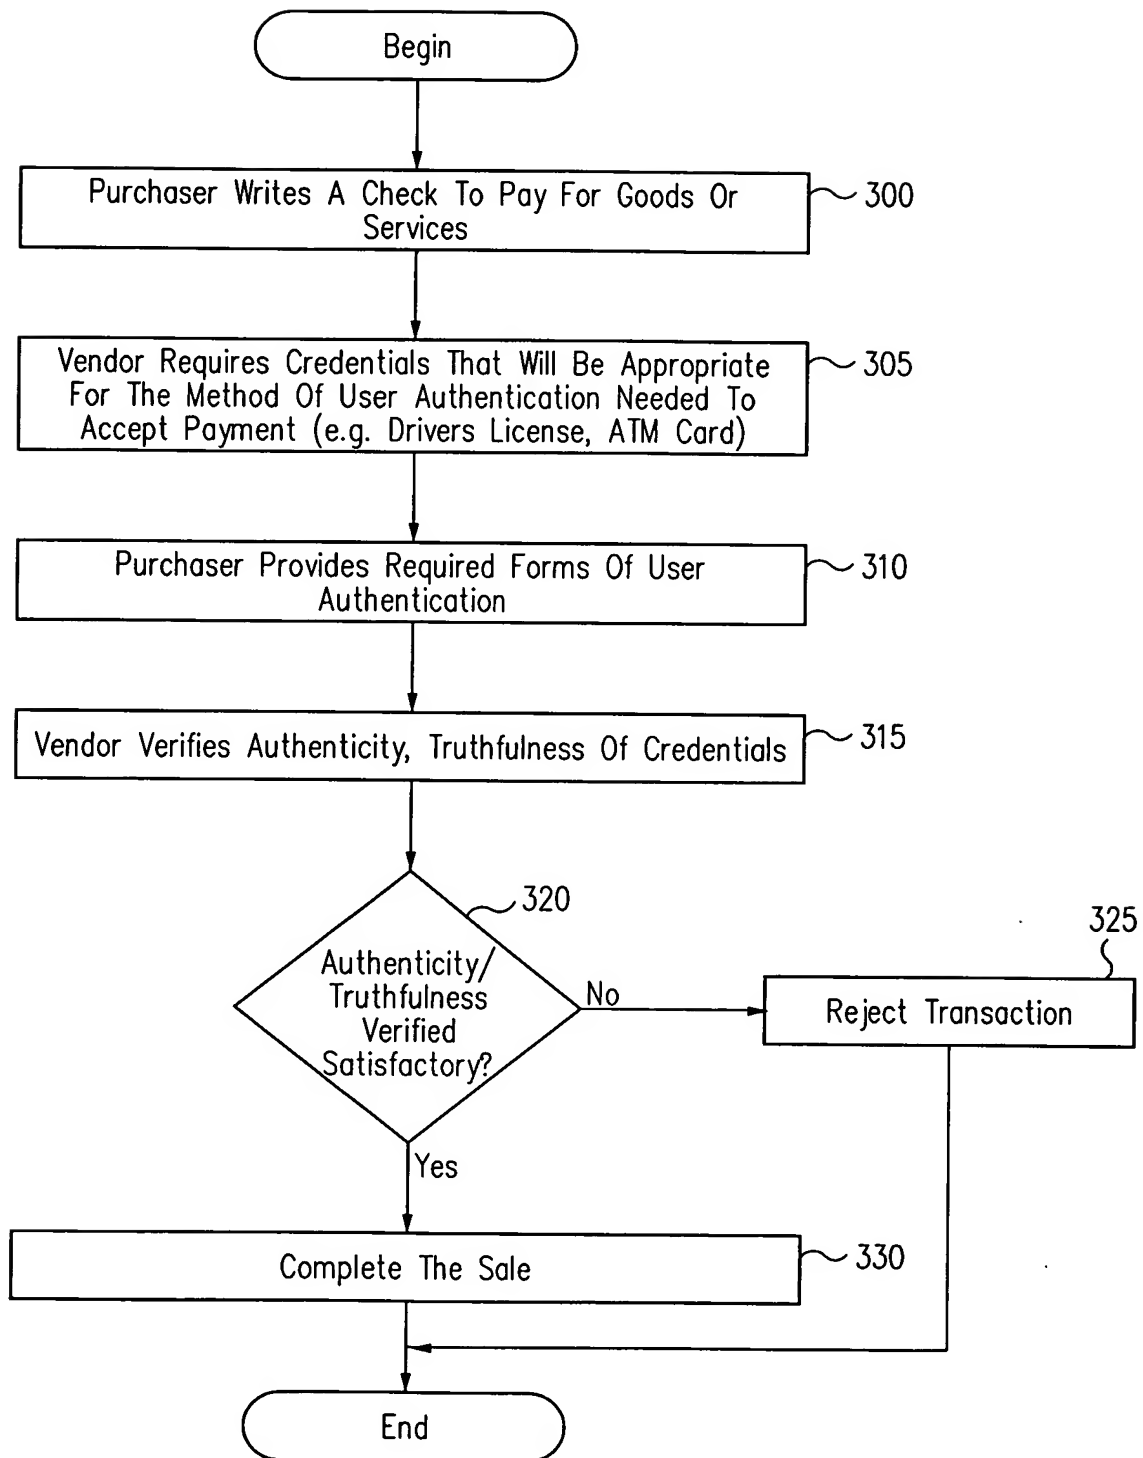 Begin
Purchaser Writes A Check To Pay For Goods Or
Services
300
Vendor Requires Credentials That Will Be Appropriate
For The Method Of User Authentication Needed To
Accept Payment (e.g. Drivers License, ATM Card)
305
Purchaser Provides Required Forms Of User
Authentication
310
Vendor Verifies Authenticity, Truthfulness Of Credentials
315
320
Authenticity/
Truthfulness
Verified
Satisfactory?
No
325
Reject Transaction
Yes
Complete The Sale
330
End